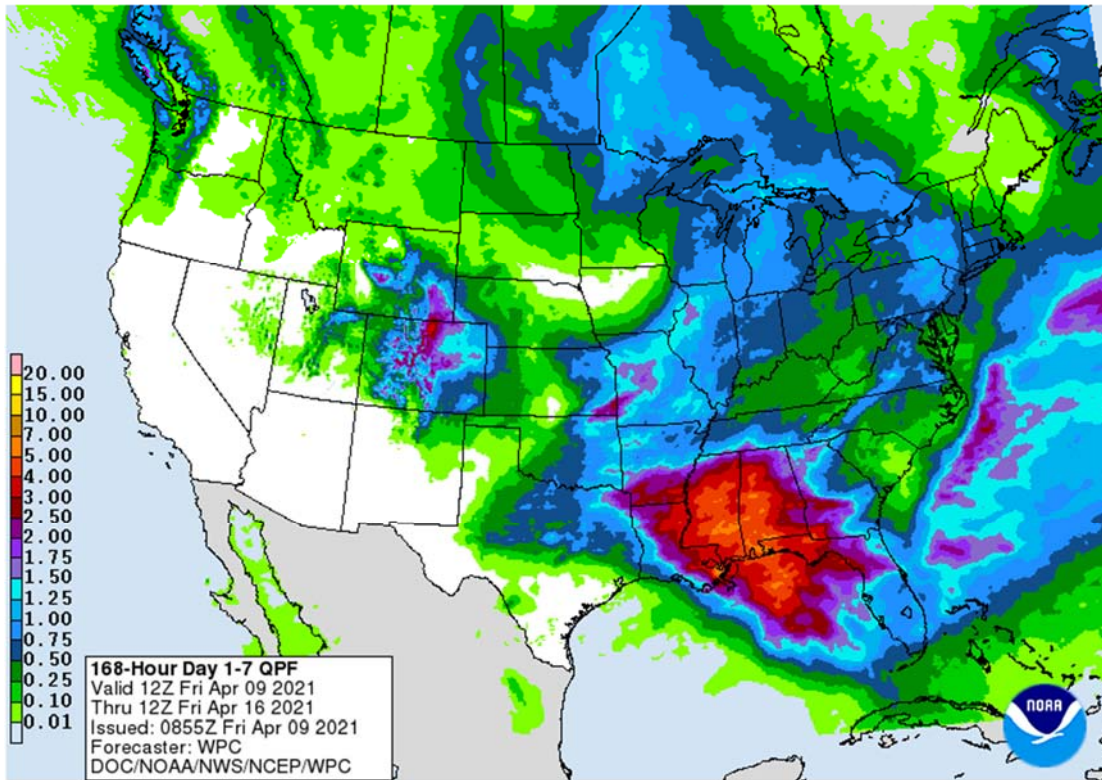 20.00
15.00
10.00
7.00
5.00
4.00
3.00
2.50
2.00
1.75
1.50
1.25
1.00
0.75
0.50
0.25
0.10
0.01
168-Hour Day 1-7 QPF
Valid 12Z Fri Apr 09 2021
Thru 12Z Fri Apr 16 2021
Issued: 0855Z Fri Apr 09 2021
Forecaster: WPC
DOC/NOAA/NWS/NCEP/WPC
NOAA